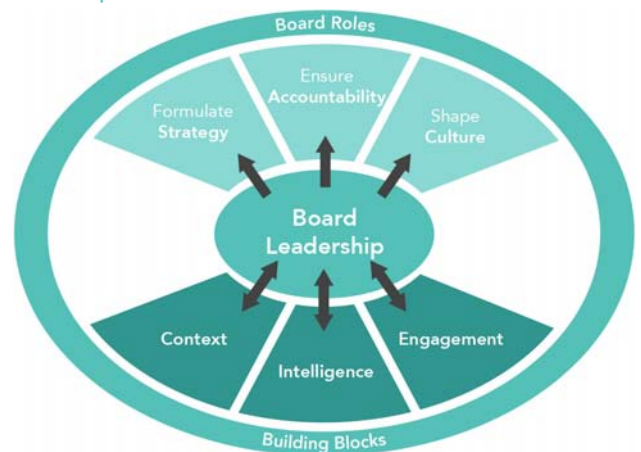 Board Roles
Ensure
Accountability
Formulate
Strategy
Shape
Culture
Board
Leadership
Context
Intelligence
Engagement
Building Blocks